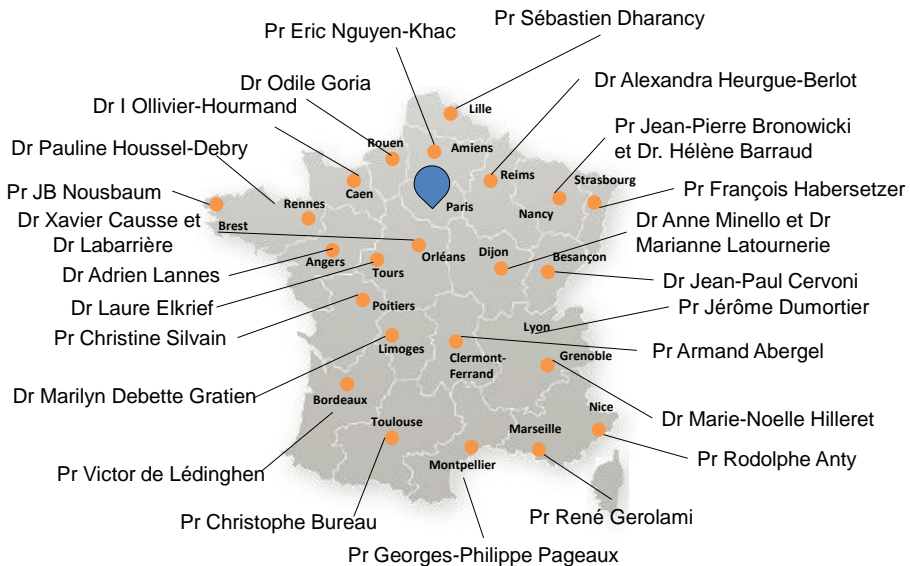 Pr Sébastien Dharancy
Pr Eric Nguyen-Khac
Dr Odile Goria
Dr Alexandra Heurgue-Berlot
Dr I Ollivier-Hourmand
Lille
Pr Jean-Pierre Bronowicki
et Dr. Hélène Barraud
Rouen
Amiens
Dr Pauline Houssel-Debry
Reims
Strasbourg
Caen
Pr JB Nousbaum
Pr François Habersetzer
Rennes
Paris
Nancy
Dr Xavier Causse et
Dr Labarrière
Brest
Dr Anne Minello et Dr
Marianne Latournerie
Orléans
Dijon
Besançon
Angers
Tours
Dr Adrien Lannes
Dr Jean-Paul Cervoni
Dr Laure Elkrief
Poitiers
Pr Jérôme Dumortier
Pr Christine Silvain
Lyon
Limoges
Clermont-
Ferrand
Grenoble
Pr Armand Abergel
Dr Marilyn Debette Gratien
Bordeaux
Nice
Dr Marie-Noelle Hilleret
Toulouse
Marseille
Montpellier
Pr Rodolphe Anty
Pr Victor de Lédinghen
Pr Christophe Bureau
Pr René Gerolami
Pr Georges-Philippe Pageaux